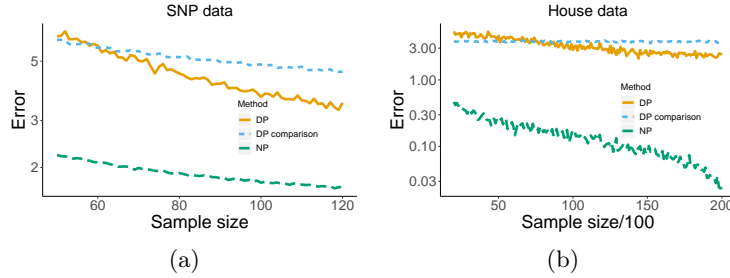 SNP data
Error
5
3
2
60
80
100
120
Sample size
Method
DP
DP comparison
NP
(a)
House data
Error
3.00
1.00
0.30
0.10
0.03
50
100
150
200
Sample size/100
Method
DP
DP comparison
NP
(b)